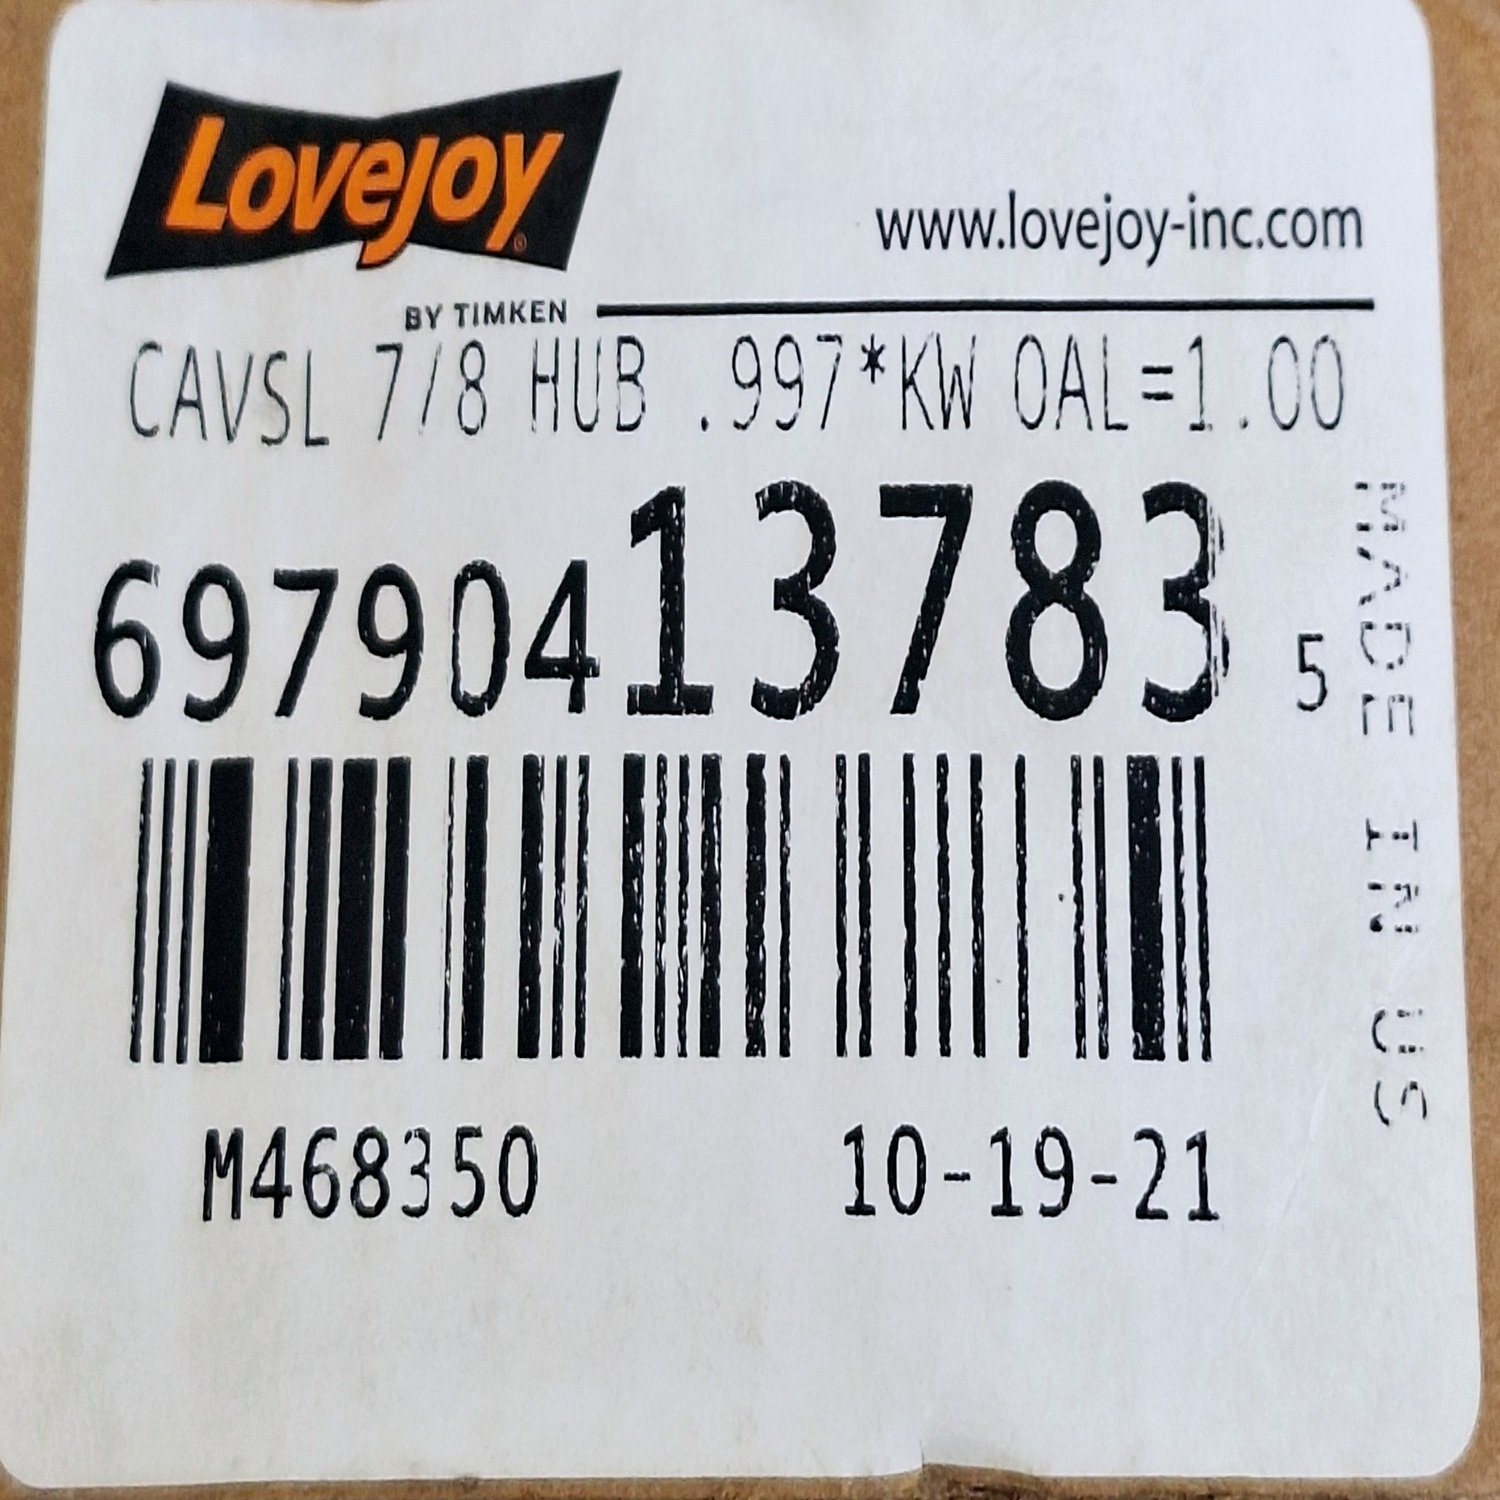 Lovejoy®
www.lovejoy-inc.com
BY TIMKEN
CAVSL 7/8 HUB .997*KW OAL=1.00
69790413783 5
MADE IN US
M468350 10-19-21